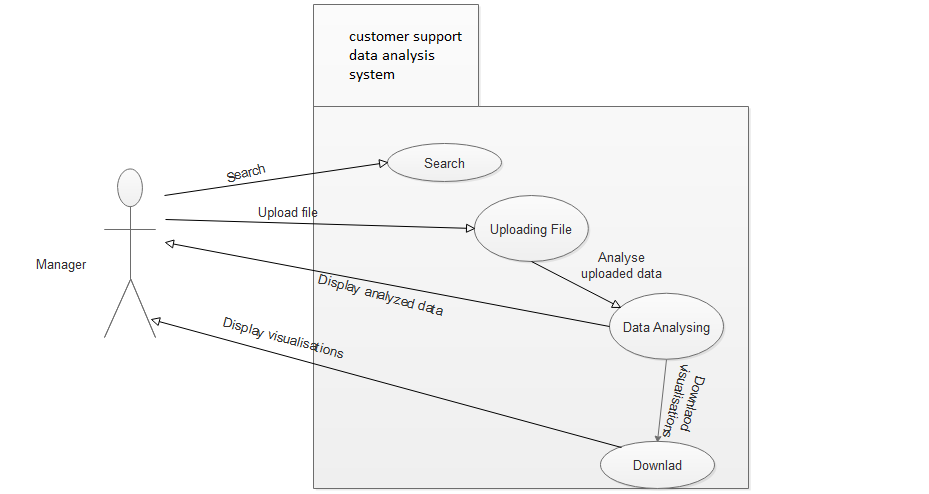 customer support
data analysis
system
Search
Search
Upload file
Uploading File
Manager
Analyse
uploaded data
Display analyzed data
Data Analysing
Display visualisations
Downlaod
visualisations
Downlad